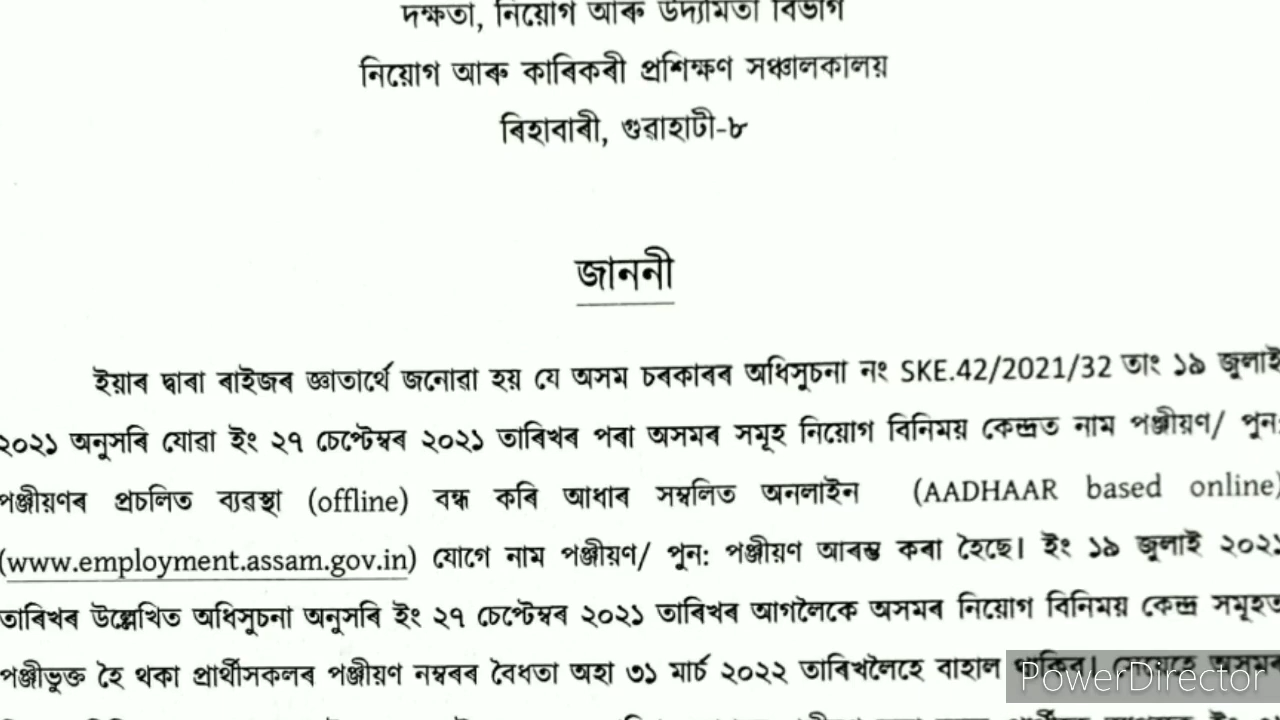 দক্ষতা, নিয়োগ আৰু উদ্যমিতা বিভাগ
নিয়োগ আৰু কাৰিকৰী প্ৰশিক্ষণ সঞ্চালকালয়
ৰিহাবাৰী, গুৱাহাটী-৮
জাননী
ইয়াৰ দ্বাৰা ৰাইজৰ জ্ঞাতাৰ্থে জনোৱা হয় যে অসম চৰকাৰৰ অধিসূচনা নং SKE.42/2021/32 তাং ১৯ জুলাই
২০২১ অনুসৰি যোৱা ইং ২৭ চেপ্টেম্বৰ ২০২১ তাৰিখৰ পৰা অসমৰ সমূহ নিয়োগ বিনিময় কেন্দ্ৰত নাম পঞ্জীয়ণ/ পুন:
পঞ্জীয়ণৰ প্ৰচলিত ব্যৱস্থা (offline) বন্ধ কৰি আধাৰ সম্বলিত অনলাইন (AADHAAR based online)
(www.employment.assam.gov.in) যোগে নাম পঞ্জীয়ণ/ পুন: পঞ্জীয়ণ আৰম্ভ কৰা হৈছে। ইং ১৯ জুলাই ২০২১
তাৰিখৰ উল্লেখিত অধিসূচনা অনুসৰি ইং ২৭ চেপ্টেম্বৰ ২০২১ তাৰিখৰ আগলৈকে অসমৰ নিয়োগ বিনিময় কেন্দ্ৰ সমূহত
পঞ্জীভুক্ত হৈ থকা প্ৰাৰ্থীসকলৰ পঞ্জীয়ণ নম্বৰৰ বৈধতা অহা ৩১ মাৰ্চ ২০২২ তাৰিখলৈহে বাহাল থাকিব। অসমৰ
PowerDirector